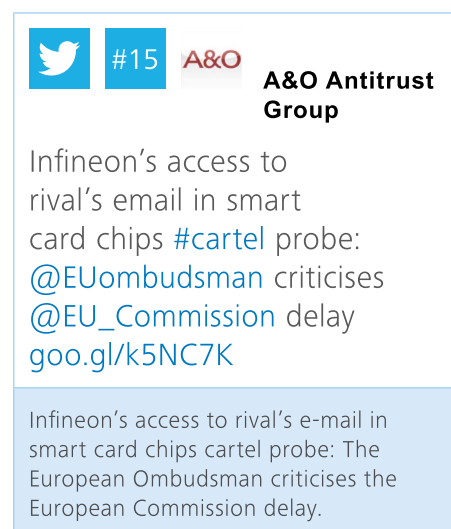 #15
A&O
A&O Antitrust
Group
Infineon’s access to
rival’s email in smart
card chips #cartel probe:
@EUombudsman criticises
@EU_Commission delay
goo.gl/k5NC7K
Infineon’s access to rival’s e-mail in
smart card chips cartel probe: The
European Ombudsman criticises the
European Commission delay.